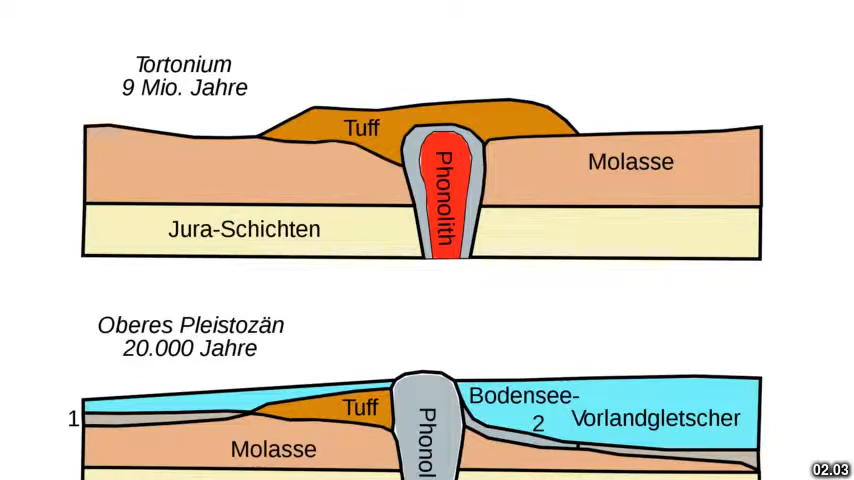 Tortonium
9 Mio. Jahre
Tuff
Phonolith
Molasse
Jura-Schichten
Oberes Pleistozän
20.000 Jahre
Bodensee-
Vorlandgletscher
1
Tuff
2
Phonol
Molasse
02.03